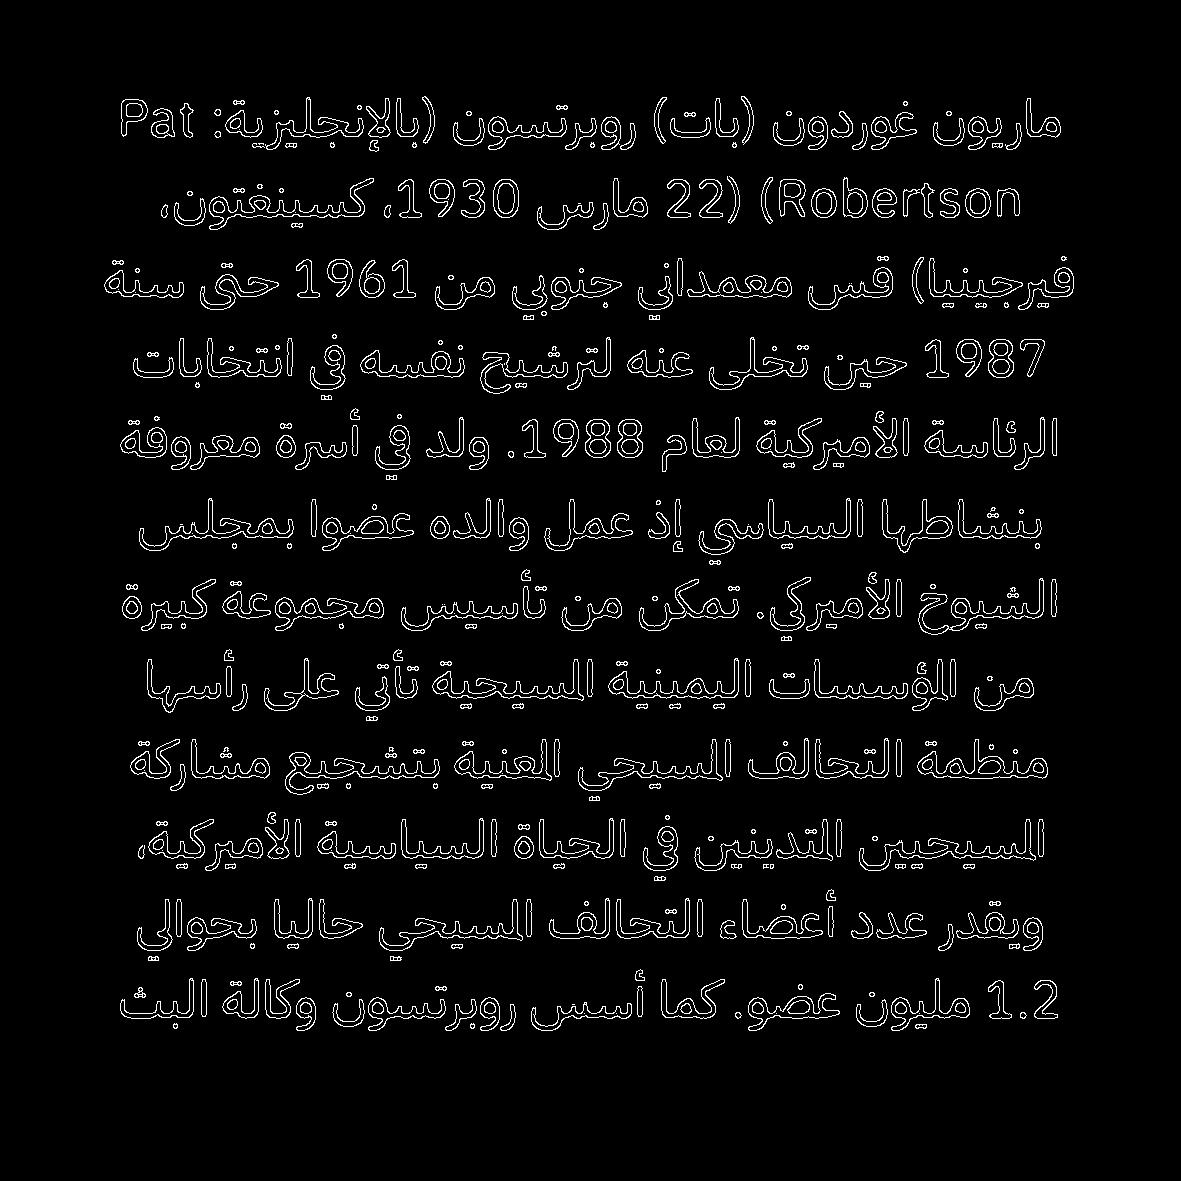 ماريون غوردون (بات) روبرتسون (بالإنجليزية: Pat
Robertson) (22 مارس 1930، كسينغتون،
فيرجينيا) قس معمداني جنوبي من 1961 حتى سنة
1987 حين تخلى عنه لترشيح نفسه في انتخابات
الرئاسة الأميركية لعام 1988. ولد في أسرة معروفة
بنشاطها السياسي إذ عمل والده عضوا بمجلس
الشيوخ الأميركي. تمكن من تأسيس مجموعة كبيرة
من المؤسسات اليمينية المسيحية تأتي على رأسها
منظمة التحالف المسيحي المعنية بتشجيع مشاركة
المسيحيين المتدينين في الحياة السياسية الأميركية،
ويقدر عدد أعضاء التحالف المسيحي حاليا بحوالي
1.2 مليون عضو. كما أسس روبرتسون وكالة البث